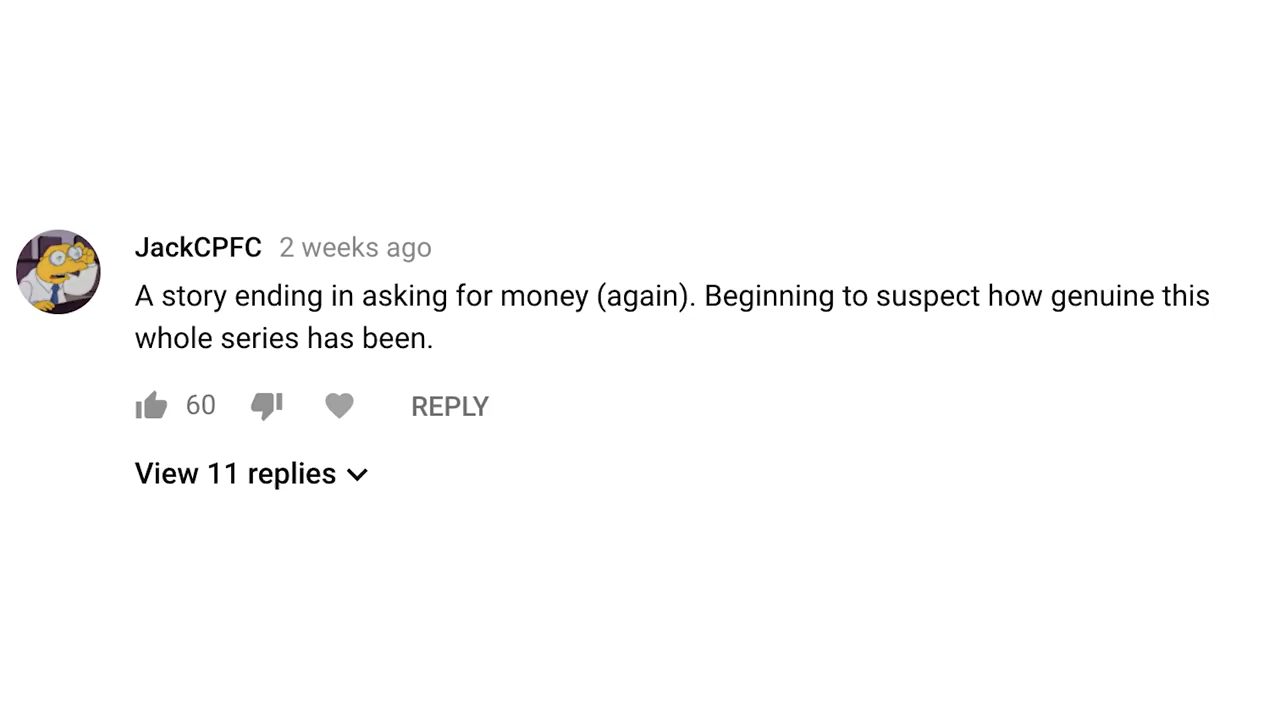 JackCPFC 2 weeks ago
A story ending in asking for money (again). Beginning to suspect how genuine this
whole series has been.
60 REPLY
View 11 replies